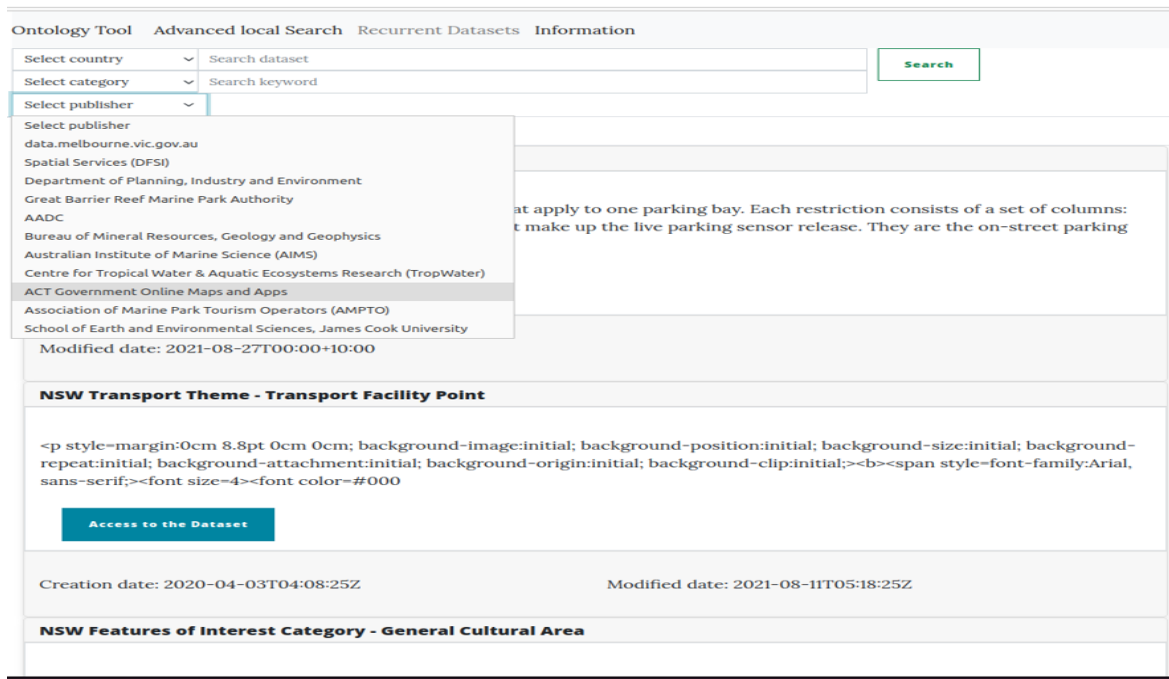 Ontology Tool Advanced local Search Recurrent Datasets Information
Select country Search dataset Search
Select category Search keyword
Select publisher
Select publisher
data.melbourne.vic.gov.au
Spatial Services (DFSI)
Department of Planning, Industry and Environment
Great Barrier Reef Marine Park Authority
AADC
Bureau of Mineral Resources, Geology and Geophysics
Australian Institute of Marine Science (AIMS)
Centre for Tropical Water & Aquatic Ecosystems Research (TropWater)
ACT Government Online Maps and Apps
Association of Marine Park Tourism Operators (AMPTO)
School of Earth and Environmental Sciences, James Cook University
at apply to one parking bay. Each restriction consists of a set of columns:
t make up the live parking sensor release. They are the on-street parking
Modified date: 2021-08-27T00:00+10:00
NSW Transport Theme - Transport Facility Point
<p style=margin:0cm 8.8pt 0cm 0cm; background-image:initial; background-position:initial; background-size:initial; background-
repeat:initial; background-attachment:initial; background-origin:initial; background-clip:initial;><b><span style=font-family:Arial,
sans-serif;><font size=4><font color=#000
Access to the Dataset
Creation date: 2020-04-03T04:08:25Z Modified date: 2021-08-11T05:18:25Z
NSW Features of Interest Category - General Cultural Area